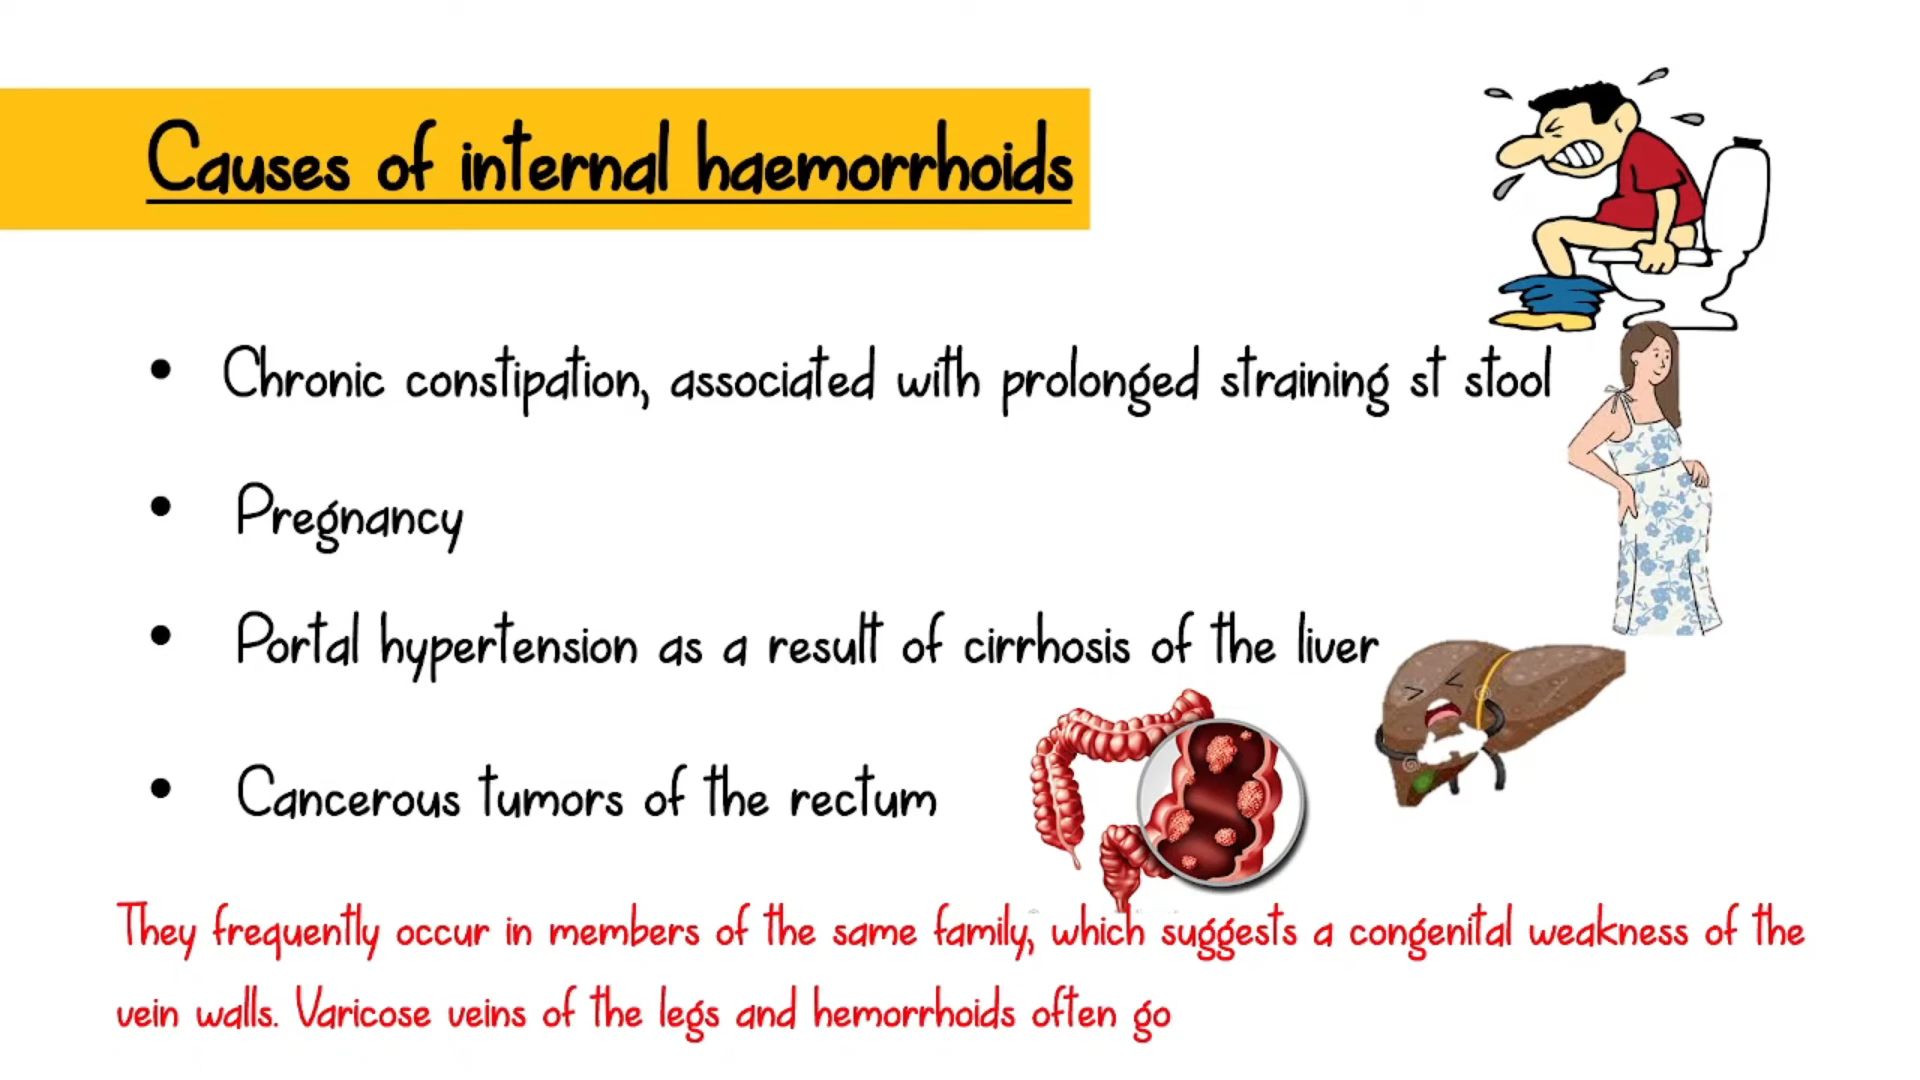 Causes of internal haemorrhoids
• Chronic constipation, associated with prolonged straining st stool
• Pregnancy
• Portal hypertension as a result of cirrhosis of the liver
• Cancerous tumors of the rectum
They frequently occur in members of the same family, which suggests a congenital weakness of the
vein walls. Varicose veins of the legs and hemorrhoids often go